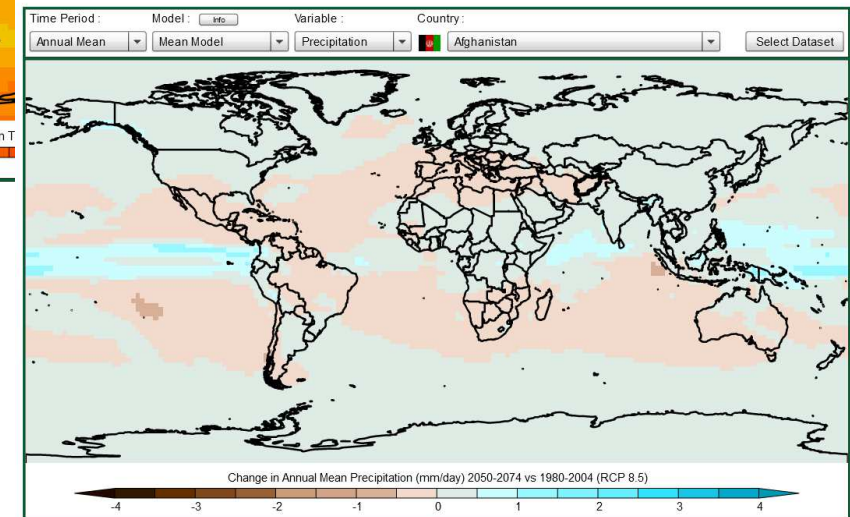 Time Period : Model : Info Variable : Country :
Annual Mean Mean Model Precipitation Afghanistan Select Dataset
n T
Change in Annual Mean Precipitation (mm/day) 2050-2074 vs 1980-2004 (RCP 8.5)
-4 -3 -2 -1 0 1 2 3 4